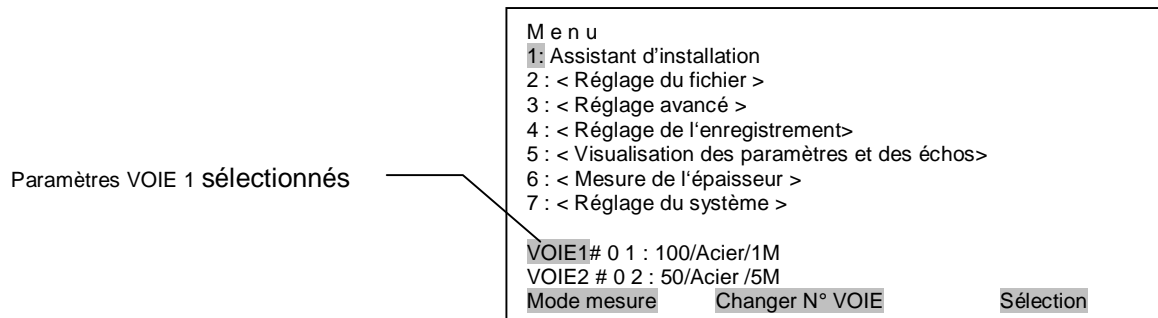 M e n u
1: Assistant d’installation
2 : < Réglage du fichier >
3 : < Réglage avancé >
4 : < Réglage de l‘enregistrement>
5 : < Visualisation des paramètres et des échos>
6 : < Mesure de l‘épaisseur >
7 : < Réglage du système >
Paramètres VOIE 1 sélectionnés
VOIE1# 0 1 : 100/Acier/1M
VOIE2 # 0 2 : 50/Acier /5M
Mode mesure Changer N° VOIE Sélection